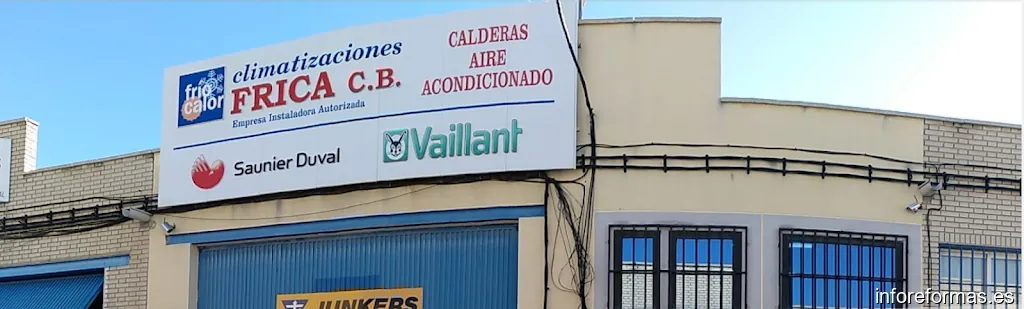 frio
calor
climatizaciones
FRICA C.B.
Empresa Instaladora Autorizada
CALDERAS
AIRE
ACONDICIONADO
Saunier Duval
Vaillant
JUNKERS
inforeformas.es